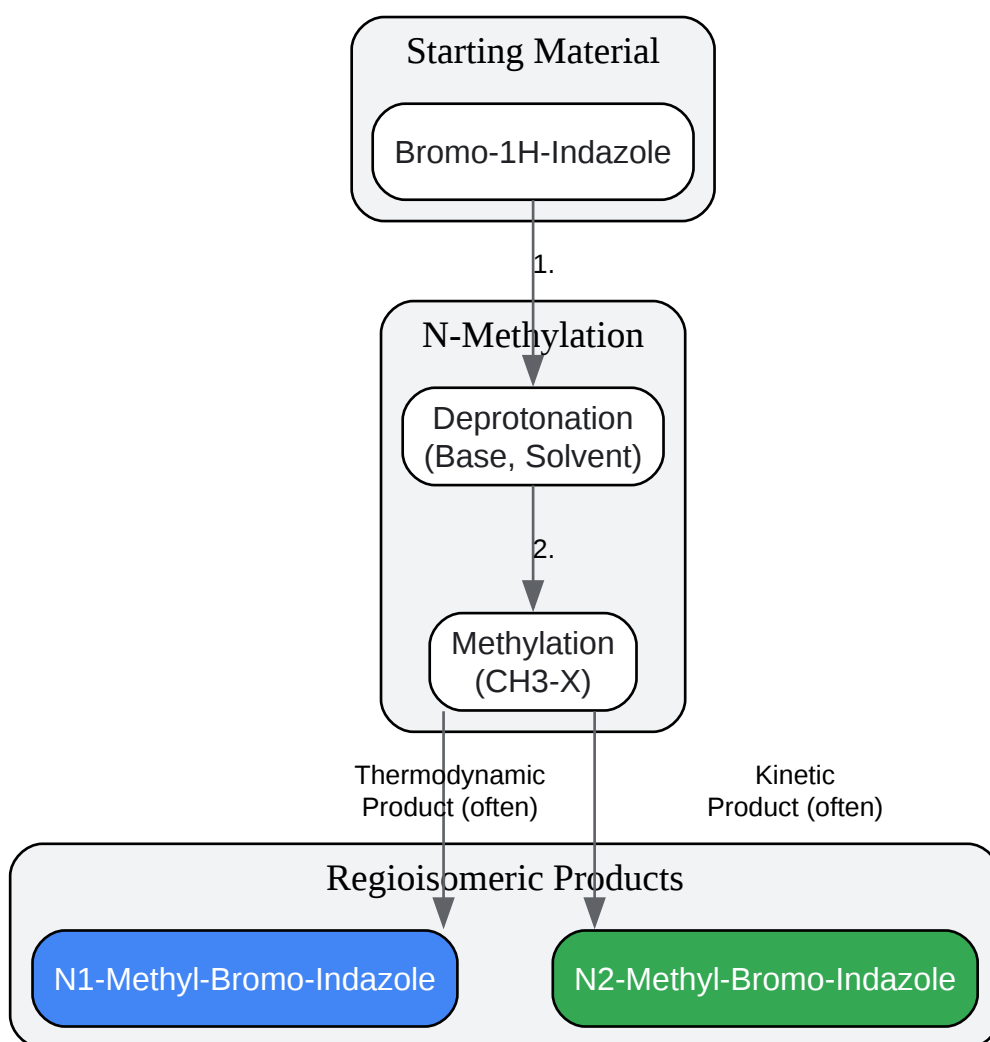 Starting Material
Bromo-1H-Indazole
1.
N-Methylation
Deprotonation
(Base, Solvent)
2.
Methylation
(CH3-X)
Thermodynamic
Product (often)
Kinetic
Product (often)
Regioisomeric Products
N1-Methyl-Bromo-Indazole
N2-Methyl-Bromo-Indazole